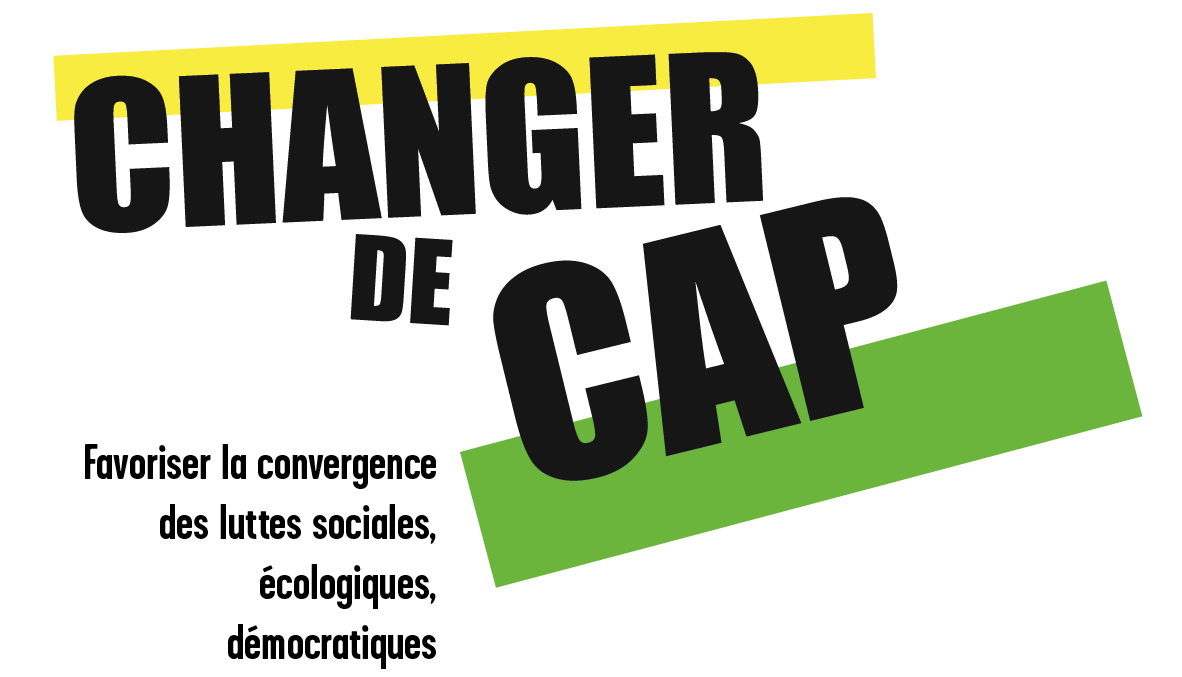 CHANGER
DE
CAP
Favoriser la convergence
des luttes sociales,
écologiques,
démocratiques